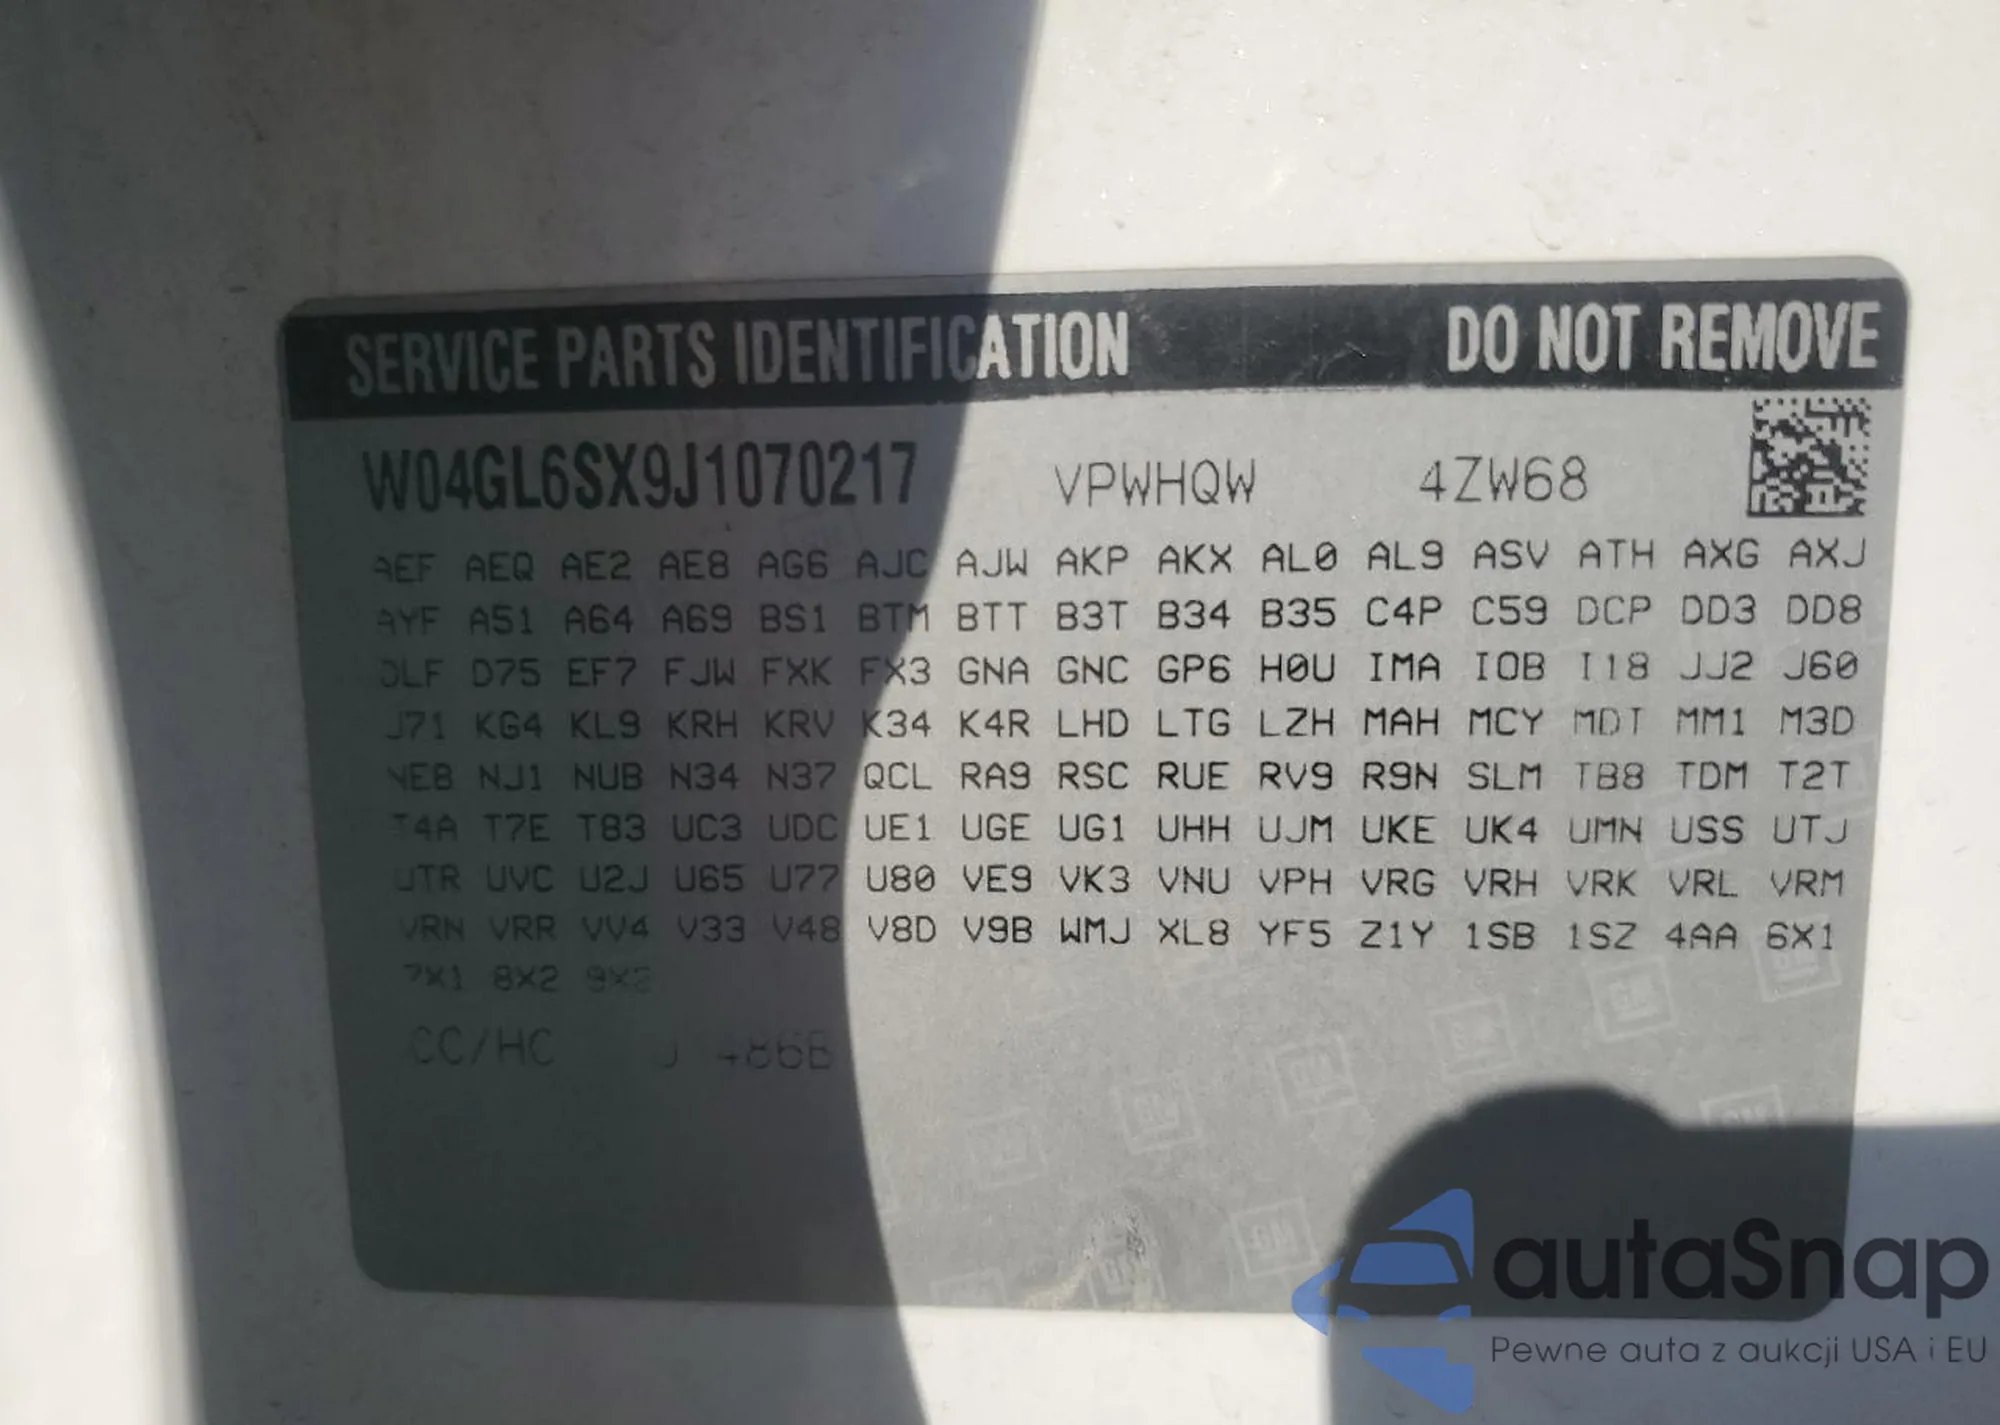 SERVICE PARTS IDENTIFICATION DO NOT REMOVE
W04GL6SX9J1070217 VPWHQW 4ZW68
AEF AEQ AE2 AE8 AG6 AJC AJW AKP AKX AL0 AL9 ASV ATH AXG AXJ
AYF A51 A64 A69 BS1 BTM BTT B3T B34 B35 C4P C59 DCP DD3 DD8
DLF D75 EF7 FJW FXK FX3 GNA GNC GP6 H0U IMA IOB I18 JJ2 J60
J71 KG4 KL9 KRH KRV K34 K4R LHD LTG LZH MAH MCY MDT MM1 M3D
NE8 NJ1 NUB N34 N37 QCL RA9 RSC RUE RV9 R9N SLM TB8 TDM T2T
T4A T7E T83 UC3 UDC UE1 UGE UG1 UHH UJM UKE UK4 UMN USS UTJ
UTR UVC U2J U65 U77 U80 VE9 VK3 VNU VPH VRG VRH VRK VRL VRM
VRN VRR VV4 V33 V48 V8D V9B WMJ XL8 YF5 Z1Y 1SB 1SZ 4AA 6X1
7X1 8X2 9X2
CC/HC
autaSnap
Pewne auta z aukcji USA i EU